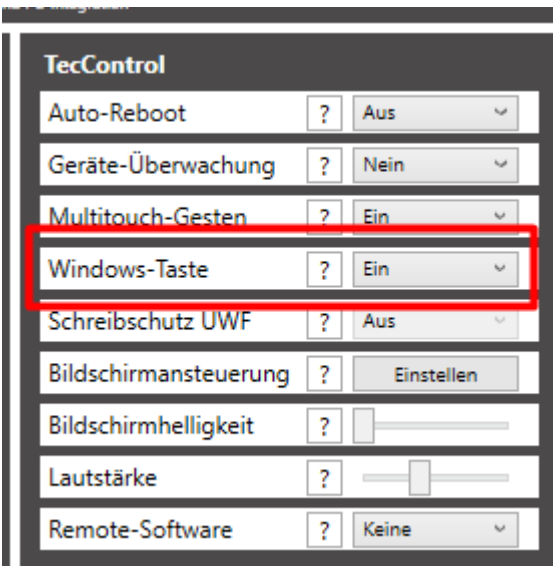 TecControl
Auto-Reboot ? Aus
Geräte-Überwachung ? Nein
Multitouch-Gesten ? Ein
Windows-Taste ? Ein
Schreibschutz UWF ? Aus
Bildschirmansteuerung ? Einstellen
Bildschirmhelligkeit ?
Lautstärke ?
Remote-Software ? Keine